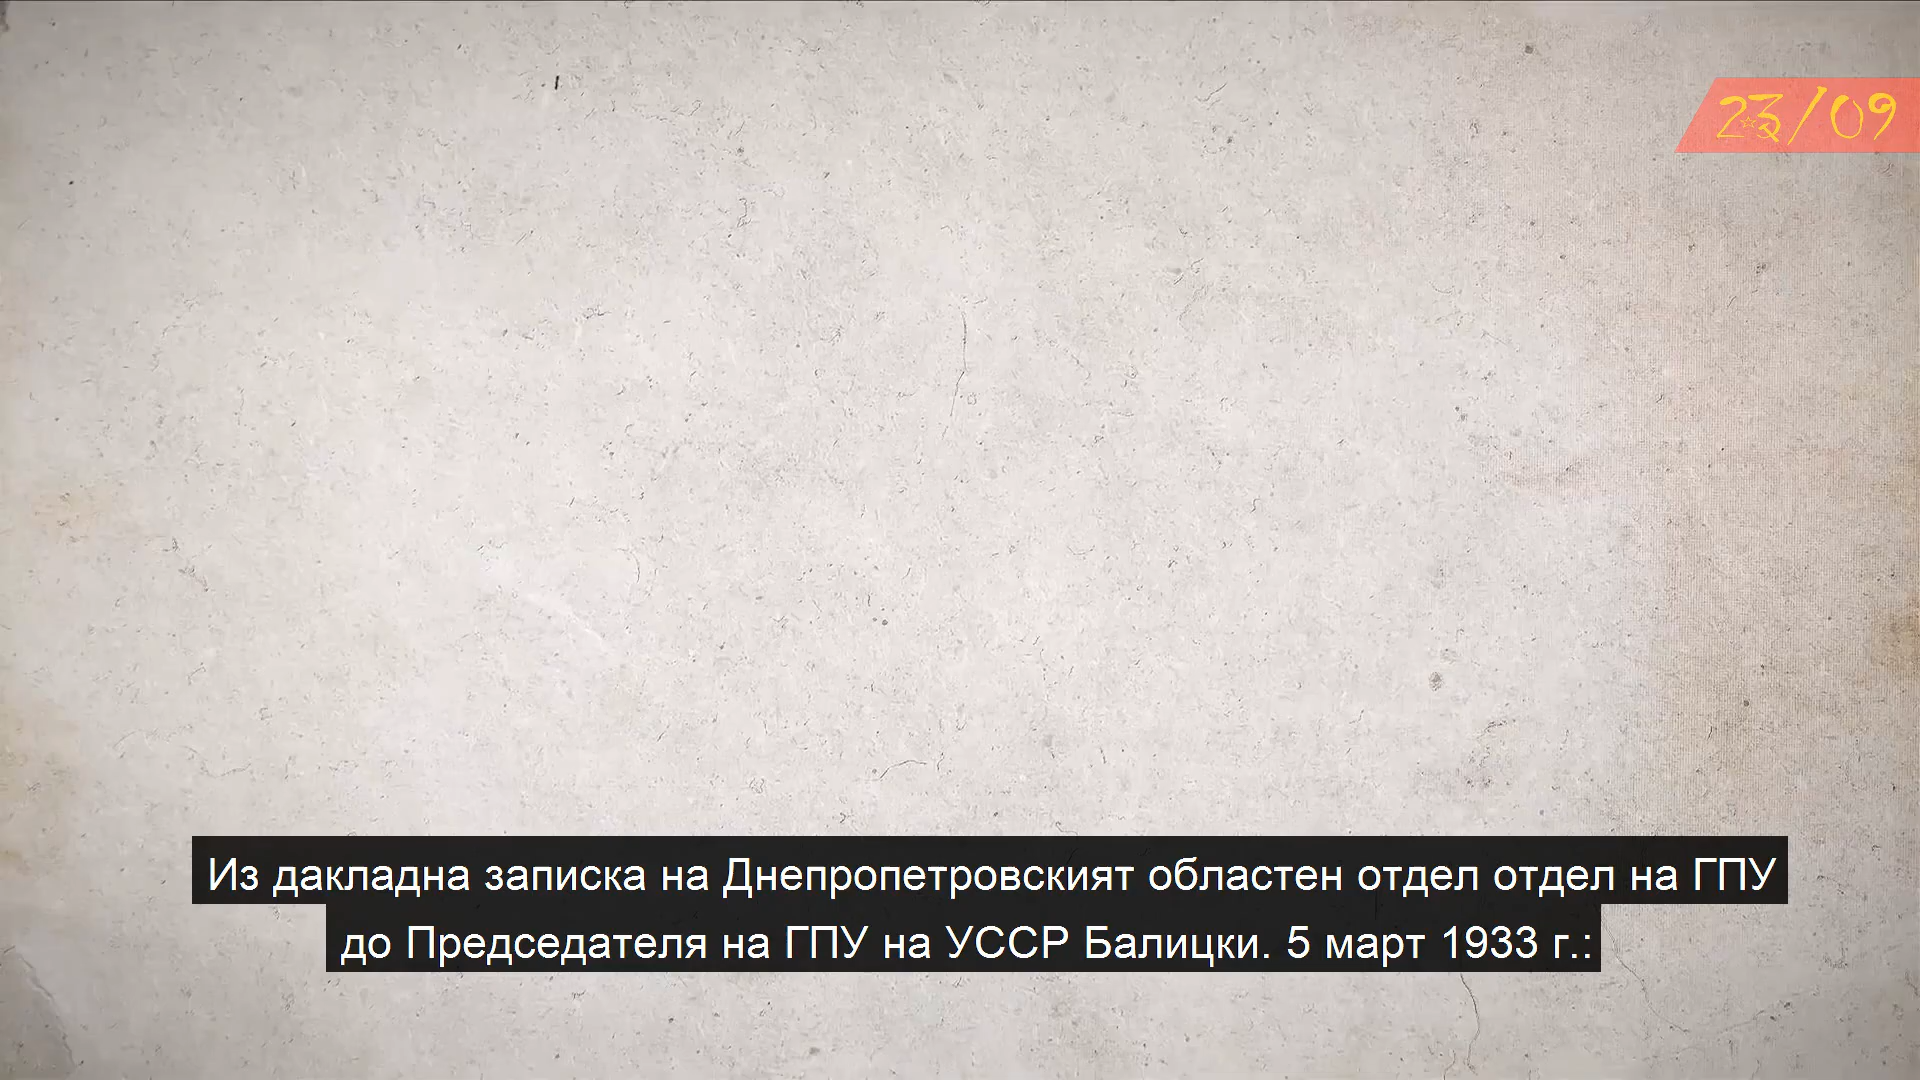 23/09
Из дакладна записка на Днепропетровският областен отдел отдел на ГПУ
до Председателя на ГПУ на УССР Балицки. 5 март 1933 г.: